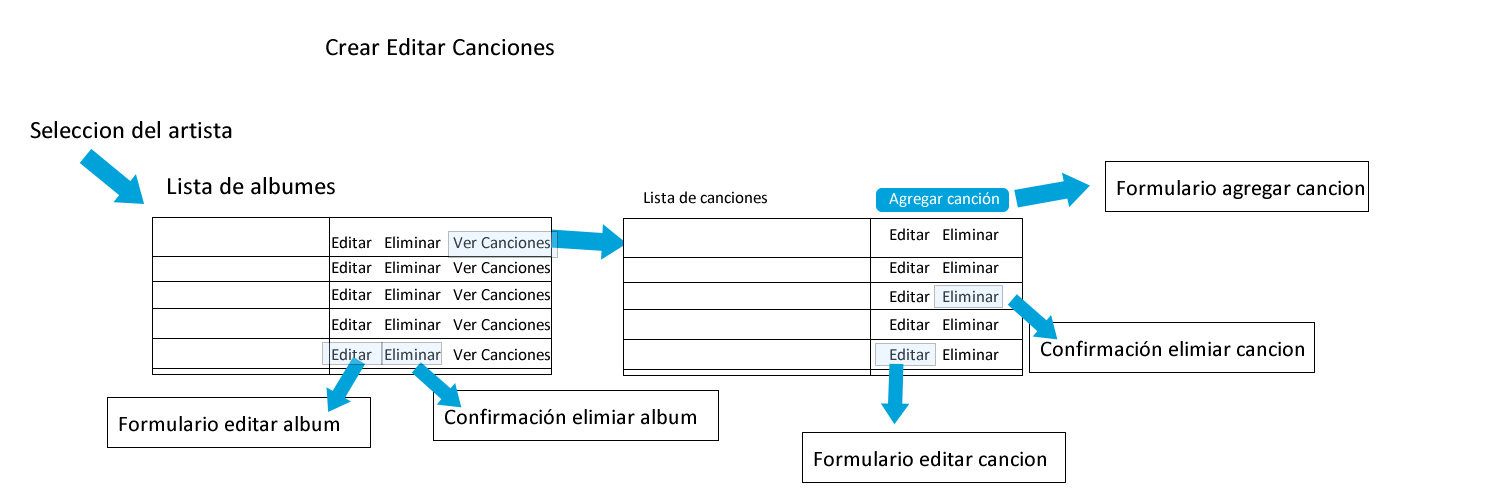 Crear Editar Canciones
Seleccion del artista
Lista de albumes
Editar Eliminar Ver Canciones
Editar Eliminar Ver Canciones
Editar Eliminar Ver Canciones
Editar Eliminar Ver Canciones
Editar Eliminar Ver Canciones
Formulario editar album
Confirmación elimiar album
Lista de canciones
Agregar canción
Editar Eliminar
Editar Eliminar
Editar Eliminar
Editar Eliminar
Editar Eliminar
Formulario agregar cancion
Confirmación elimiar cancion
Formulario editar cancion